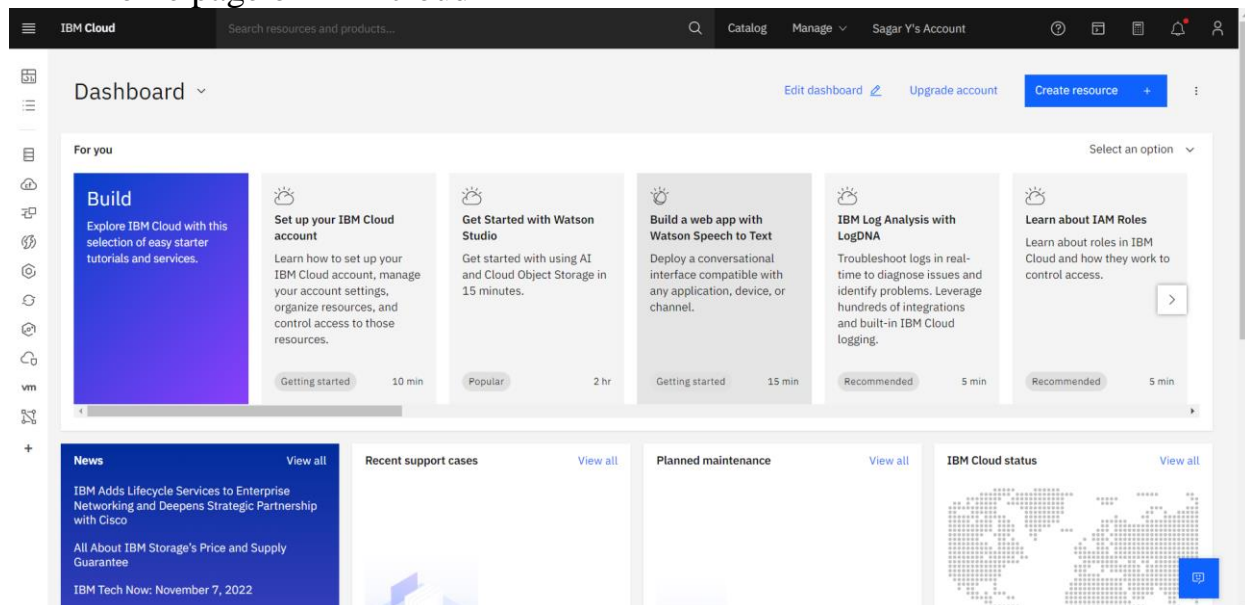 IBM Cloud
Search resources and products...
Catalog
Manage
Sagar Y's Account
Dashboard
Edit dashboard
Upgrade account
Create resource +
For you
Select an option
Build
Explore IBM Cloud with this
selection of easy starter
tutorials and services.
Set up your IBM Cloud
account
Learn how to set up your
IBM Cloud account, manage
your account settings,
organize resources, and
control access to those
resources.
Getting started
10 min
Get Started with Watson
Studio
Get started with using AI
and Cloud Object Storage in
15 minutes.
Popular
2 hr
Build a web app with
Watson Speech to Text
Deploy a conversational
interface compatible with
any application, device, or
channel.
Getting started
15 min
IBM Log Analysis with
LogDNA
Troubleshoot logs in real-
time to diagnose issues and
identify problems. Leverage
hundreds of integrations
and built-in IBM Cloud
logging.
Recommended
5 min
Learn about IAM Roles
Learn about roles in IBM
Cloud and how they work to
control access.
Recommended
5 min
vm
News
View all
IBM Adds Lifecycle Services to Enterprise
Networking and Deepens Strategic Partnership
with Cisco
All About IBM Storage's Price and Supply
Guarantee
IBM Tech Now: November 7, 2022
Recent support cases
View all
Planned maintenance
View all
IBM Cloud status
View all